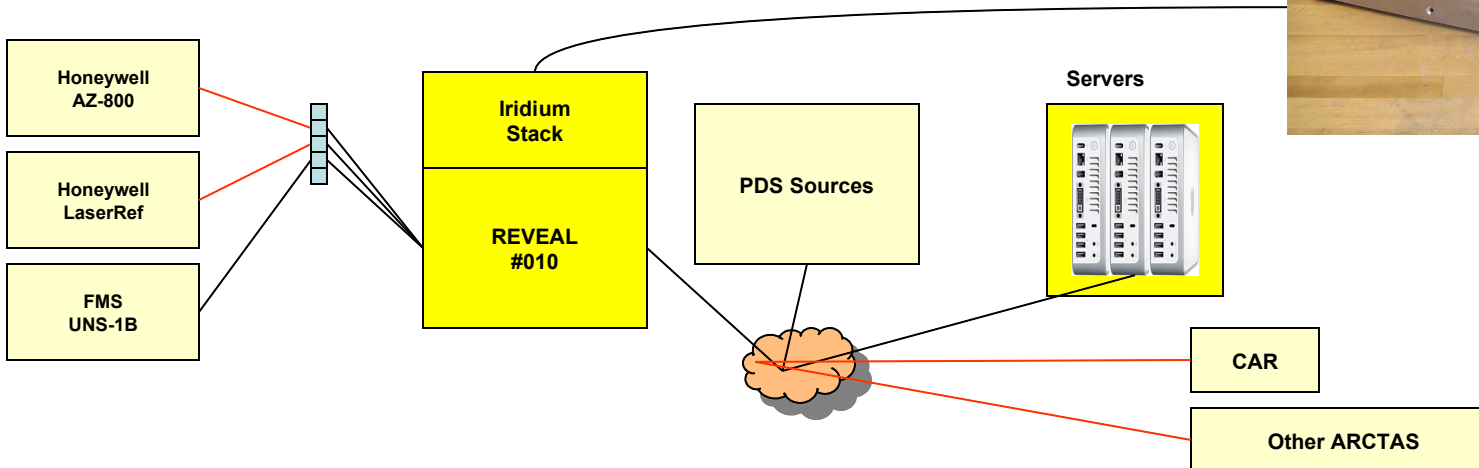 Honeywell
AZ-800
Honeywell
LaserRef
FMS
UNS-1B
Iridium
Stack
REVEAL
#010
PDS Sources
Servers
CAR
Other ARCTAS